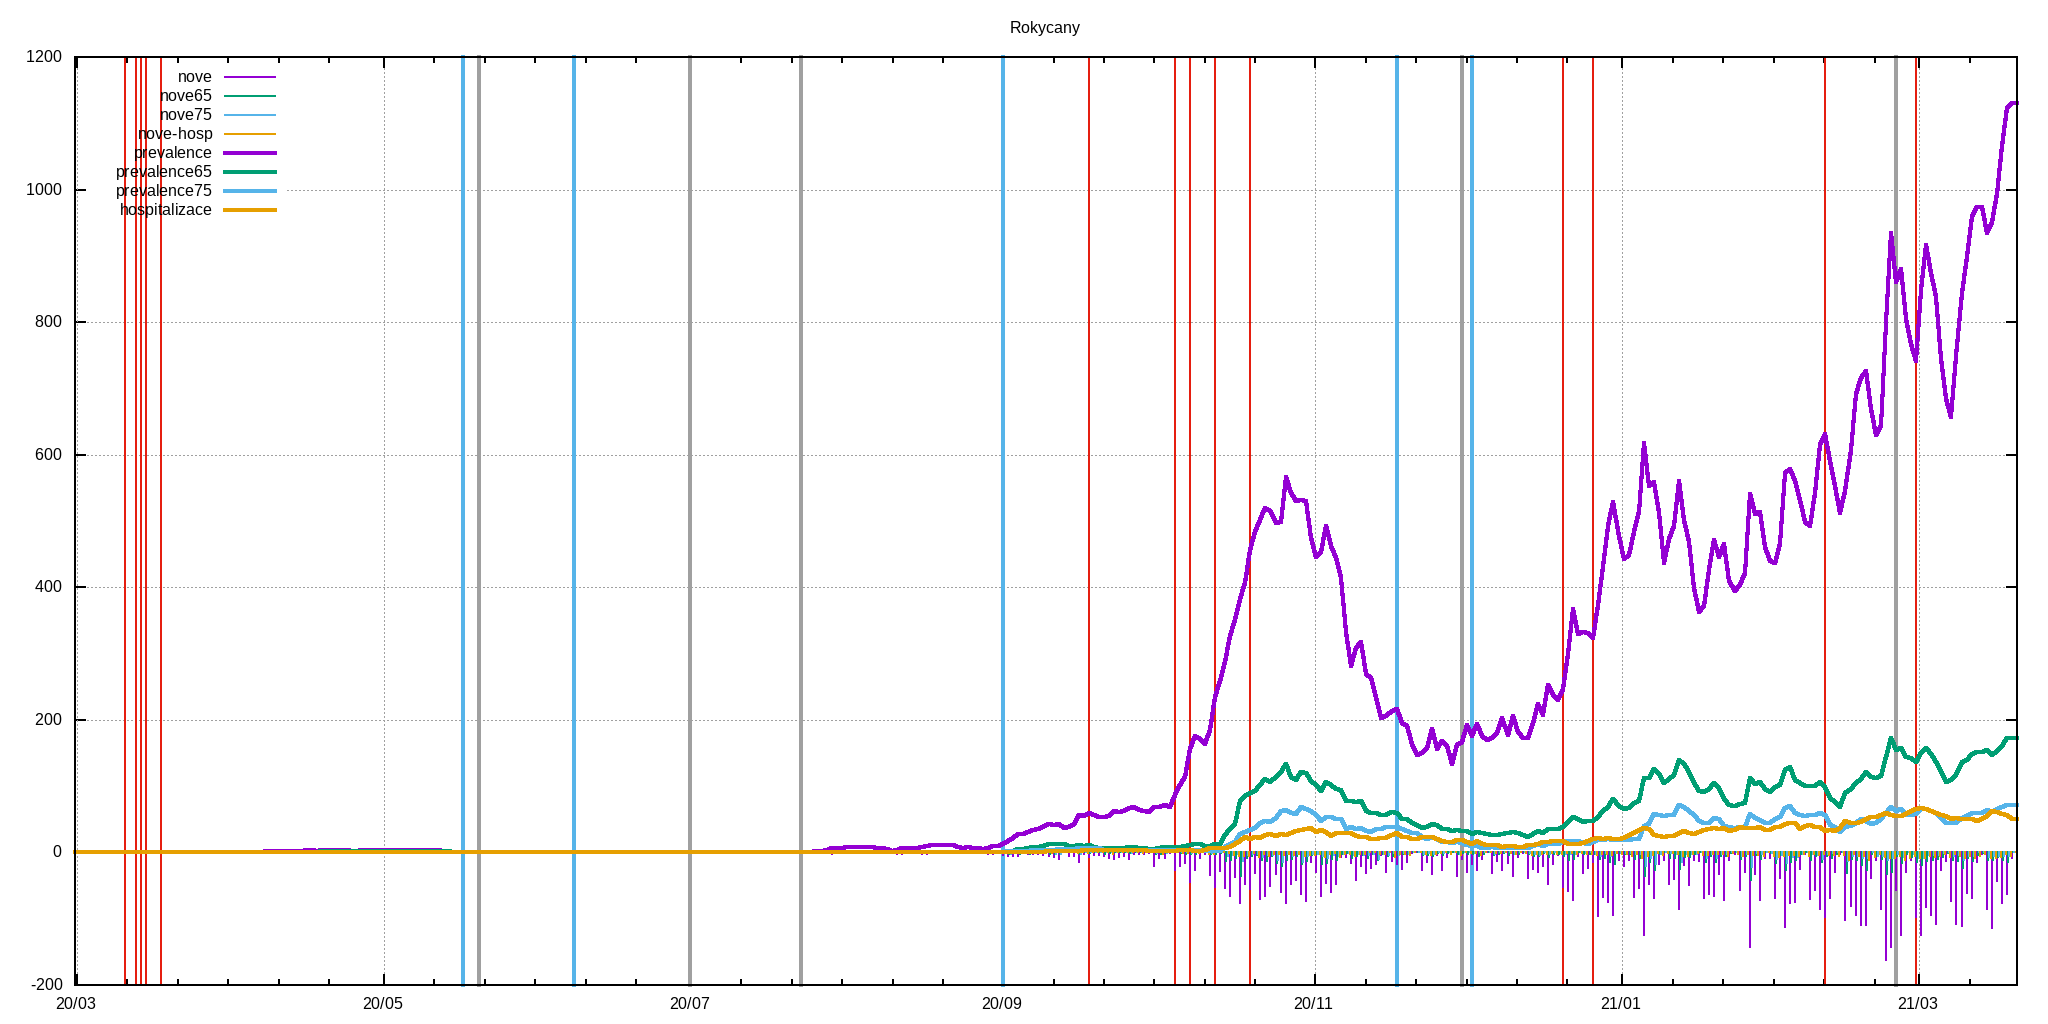 Rokycany
1200
1000
800
600
400
200
0
-200
nove
nove65
nove75
nove-hosp
prevalence
prevalence65
prevalence75
hospitalizace
20/03 20/05 20/07 20/09 20/11 21/01 21/03